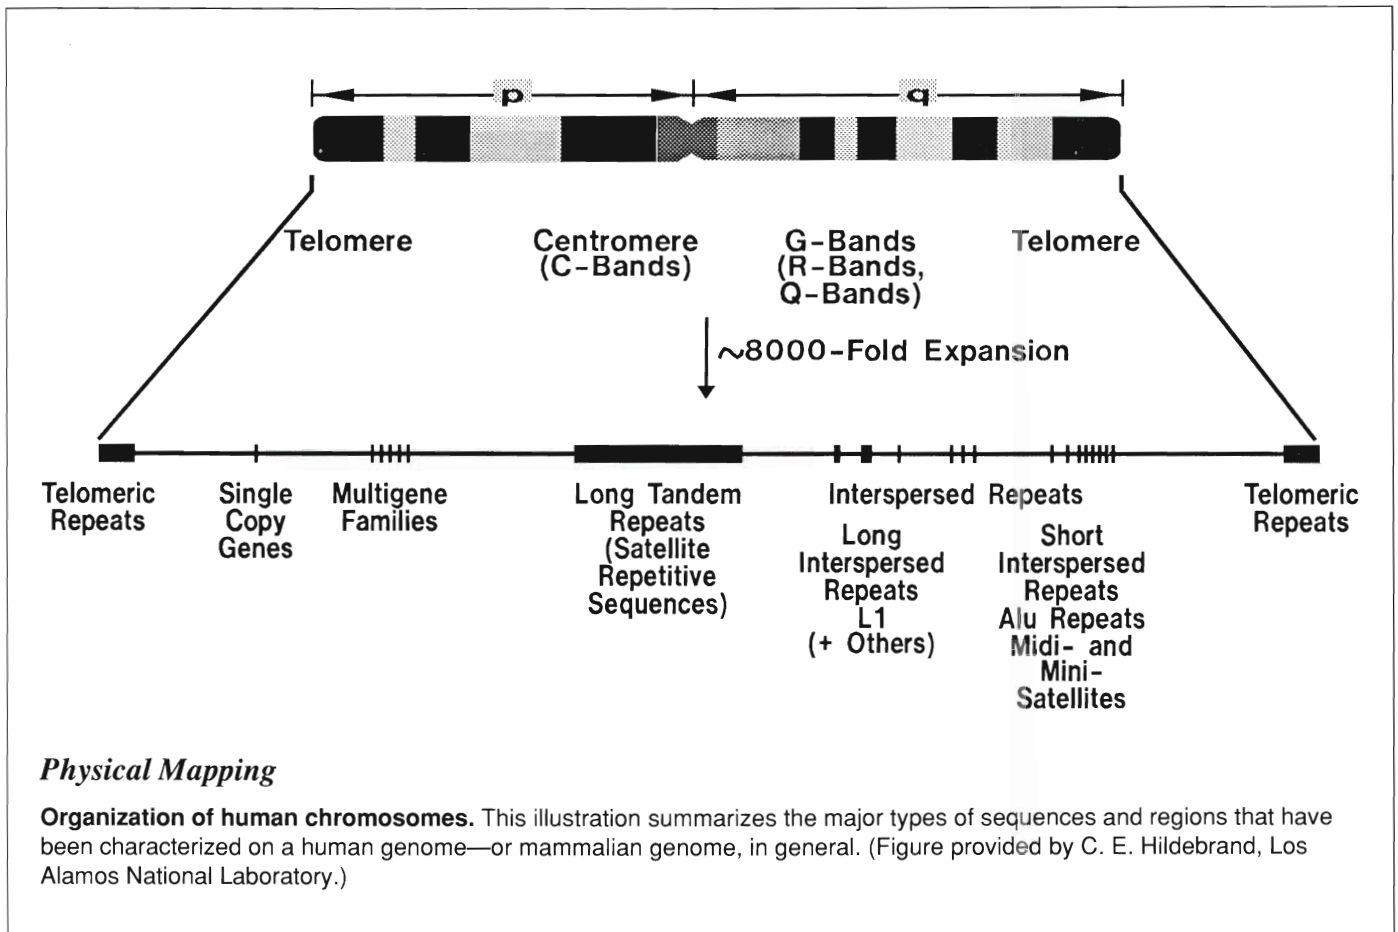 p q
Telomere Centromere G-Bands Telomere
(C-Bands) (R-Bands,
Q-Bands)
~8000-Fold Expansion
Telomeric Single Multigene Long Tandem Interspersed Repeats Telomeric
Repeats Copy Families Repeats Repeats
Genes (Satellite
Repetitive
Sequences)
Long
Interspersed
Repeats
L1
(+ Others)
Short
Interspersed
Repeats
Alu Repeats
Midi- and
Mini-
Satellites
Physical Mapping
Organization of human chromosomes. This illustration summarizes the major types of sequences and regions that have
been characterized on a human genome—or mammalian genome, in general. (Figure provided by C. E. Hildebrand, Los
Alamos National Laboratory.)